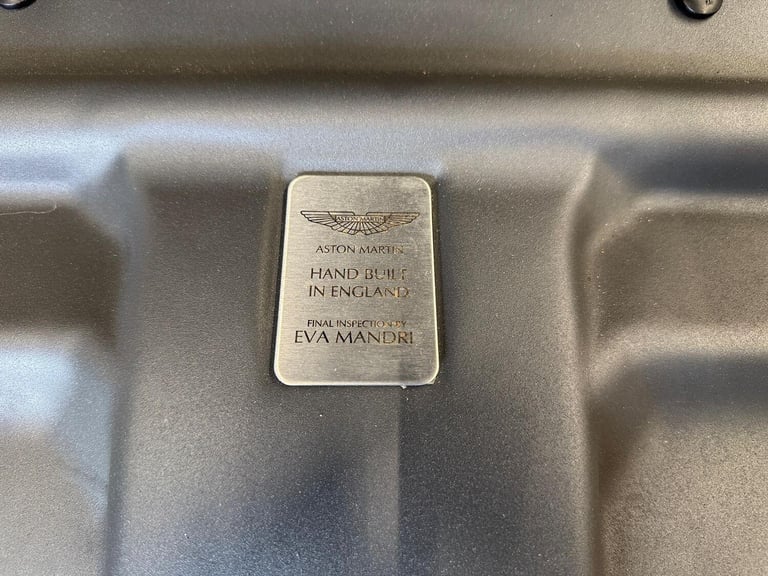 ASTON MARTIN
ASTON MARTIN
HAND BUILT
IN ENGLAND
FINAL INSPECTION BY
EVA MANDRI